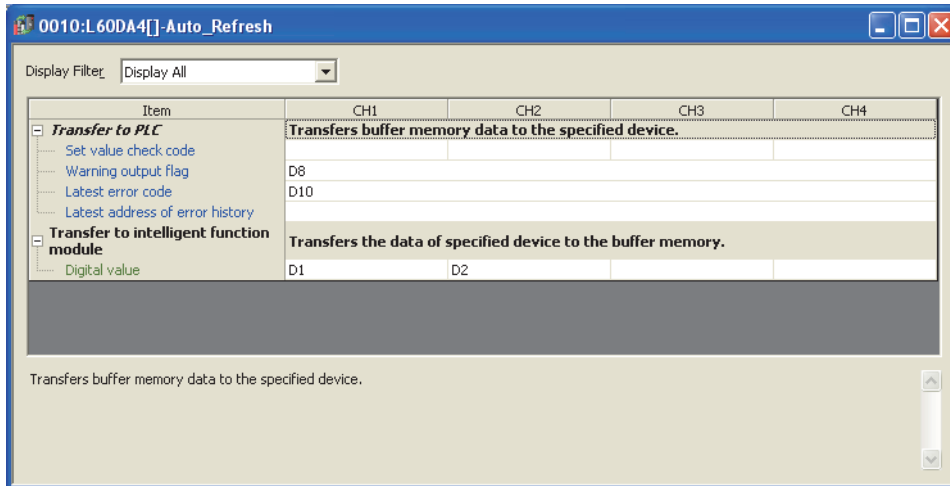 0010:L60DA4[]-Auto_Refresh
Display Filter Display All
Item CH1 CH2 CH3 CH4
Transfer to PLC Transfers buffer memory data to the specified device.
Set value check code
Warning output flag D8
Latest error code D10
Latest address of error history
Transfer to intelligent function module Transfers the data of specified device to the buffer memory.
Digital value D1 D2
Transfers buffer memory data to the specified device.